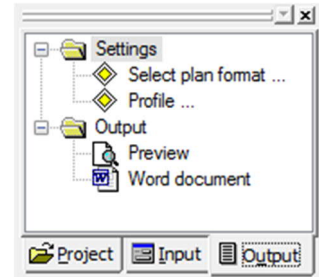 Settings
Select plan format ...
Profile ...
Output
Preview
Word document
Project Input Output